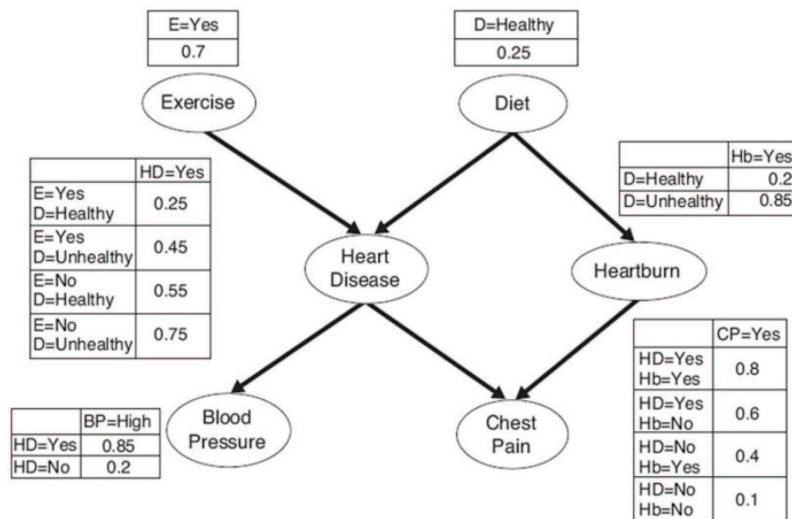 E=Yes
0.7
D=Healthy
0.25
Exercise
Diet
Hb=Yes
D=Healthy 0.2
D=Unhealthy 0.85
HD=Yes
E=Yes
D=Healthy
0.25
E=Yes
D=Unhealthy
0.45
E=No
D=Healthy
0.55
E=No
D=Unhealthy
0.75
Heart
Disease
Heartburn
BP=High
HD=Yes 0.85
HD=No 0.2
Blood
Pressure
Chest
Pain
CP=Yes
HD=Yes
Hb=Yes
0.8
HD=Yes
Hb=No
0.6
HD=No
Hb=Yes
0.4
HD=No
Hb=No
0.1